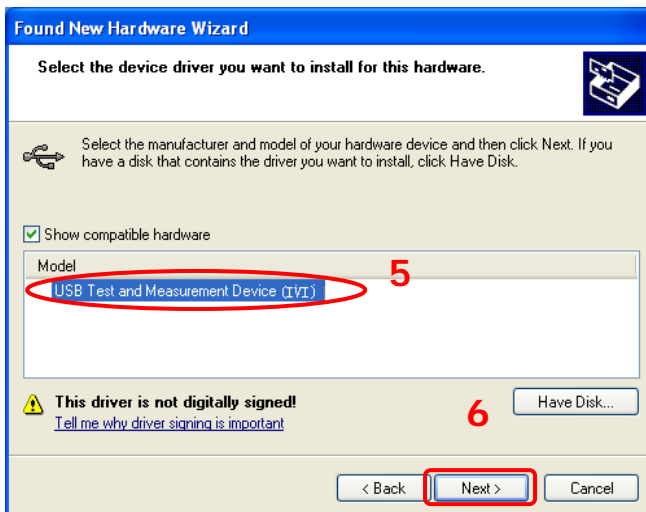 Found New Hardware Wizard
Select the device driver you want to install for this hardware.
Select the manufacturer and model of your hardware device and then click Next. If you
have a disk that contains the driver you want to install, click Have Disk.
Show compatible hardware
Model
5
USB Test and Measurement Device (IVI)
This driver is not digitally signed!
Tell me why driver signing is important
6
Have Disk...
< Back
Next >
Cancel